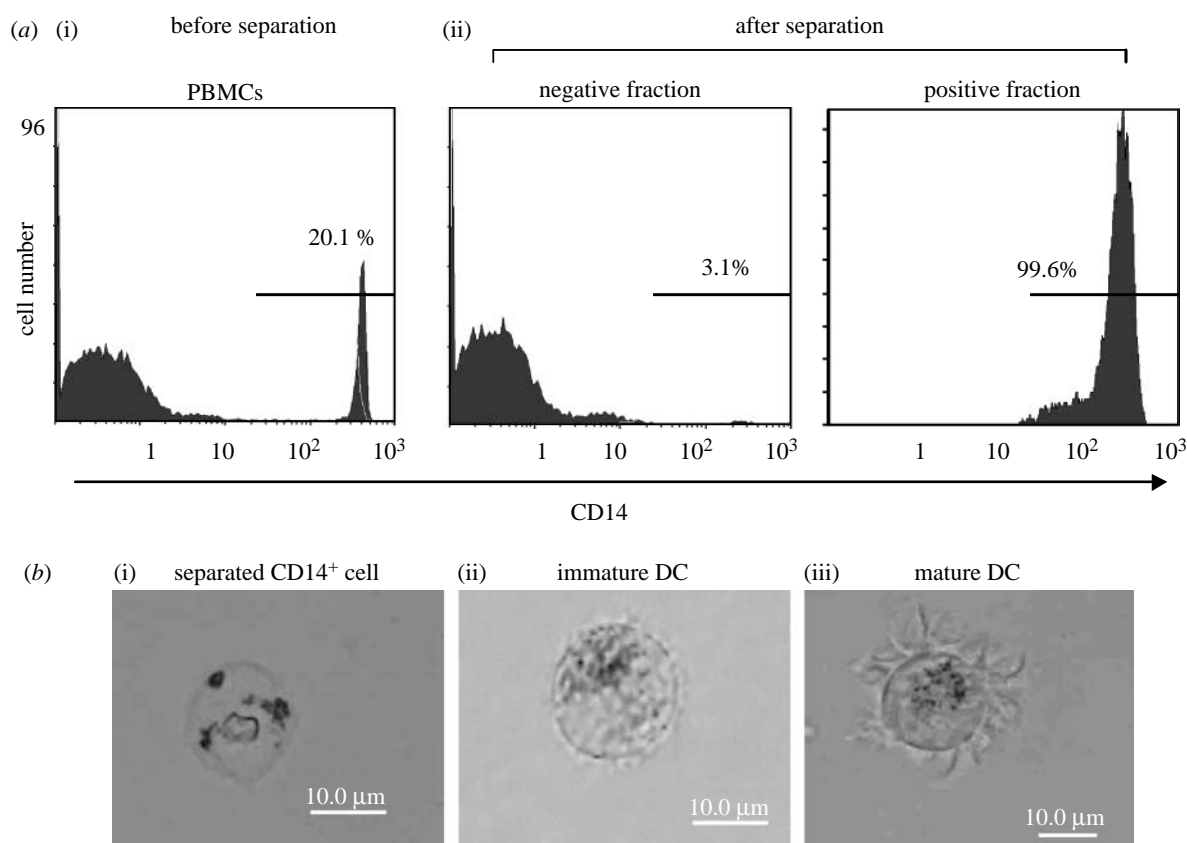 (a) (i) before separation (ii) after separation
PBMCs negative fraction positive fraction
96
cell number
20.1 % 3.1% 99.6%
1 10 10² 10³ 1 10 10² 10³ 1 10 10² 10³
CD14
(b) (i) separated CD14⁺ cell (ii) immature DC (iii) mature DC
10.0 μm 10.0 μm 10.0 μm